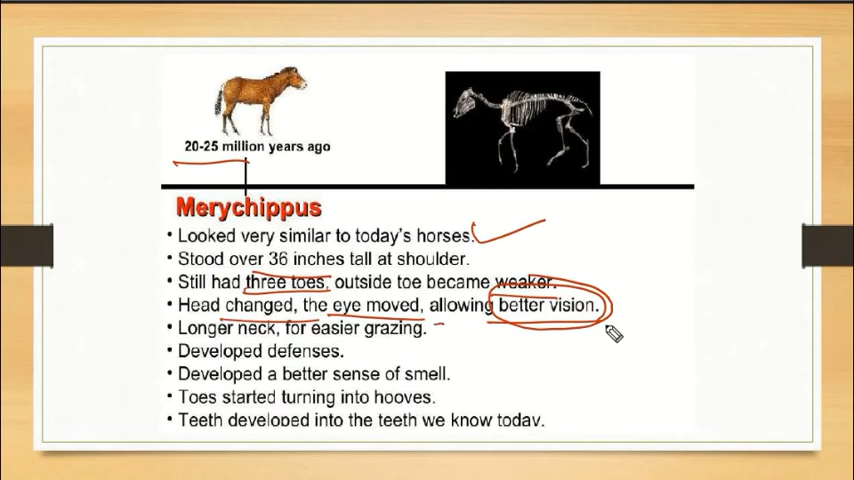 20-25 million years ago
Merychippus
• Looked very similar to today's horses.
• Stood over 36 inches tall at shoulder.
• Still had three toes, outside toe became weaker.
• Head changed, the eye moved, allowing better vision.
• Longer neck, for easier grazing.
• Developed defenses.
• Developed a better sense of smell.
• Toes started turning into hooves.
• Teeth developed into the teeth we know today.